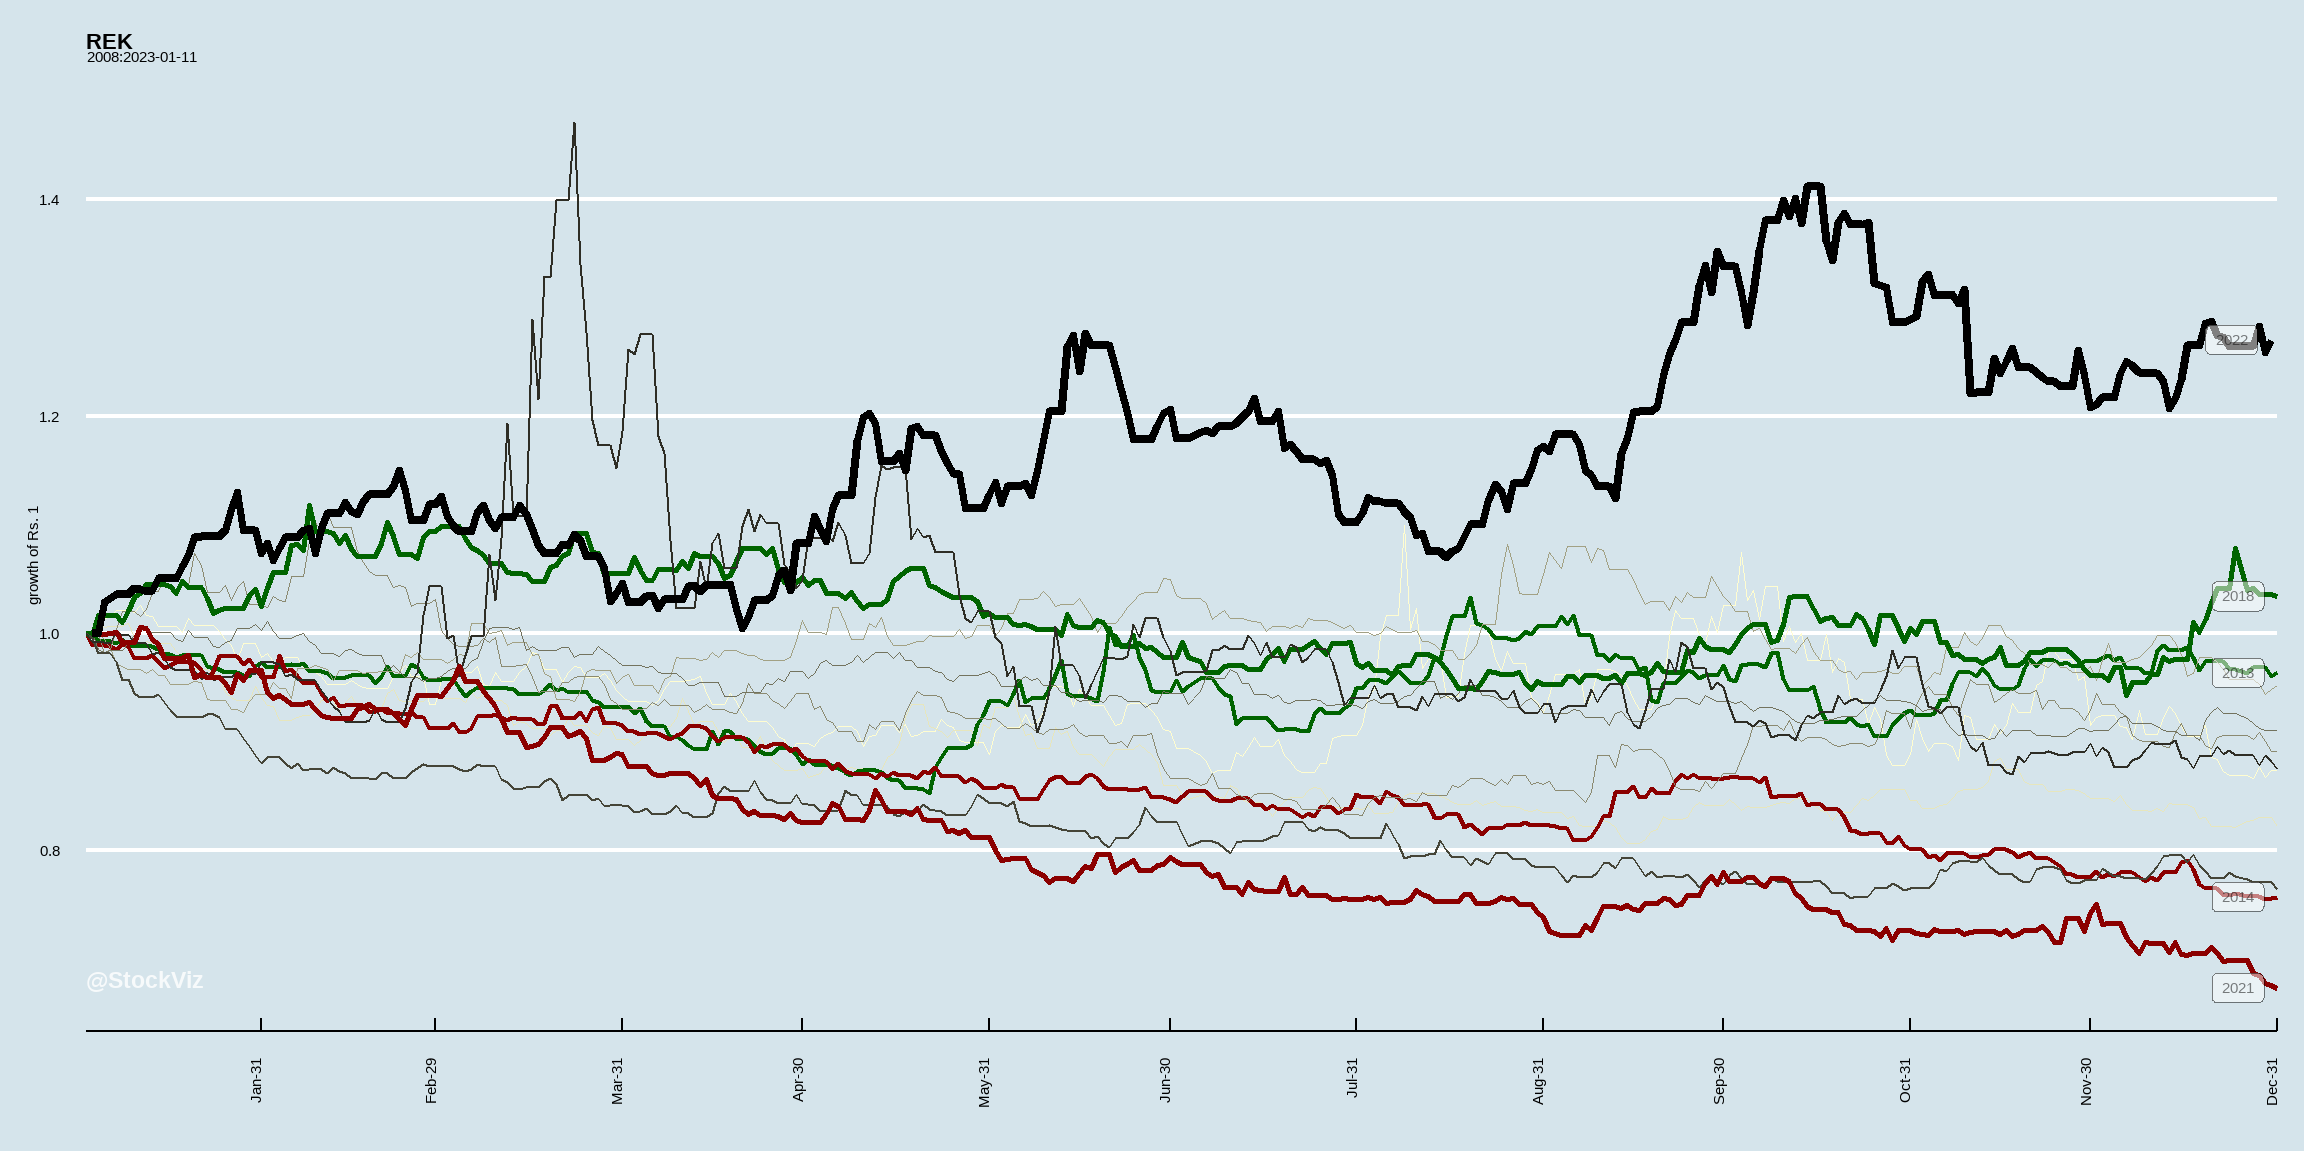 REK
2008:2023-01-11
growth of Rs. 1
1.4
1.2
1.0
0.8
2022
2018
2013
2014
2021
@StockViz
Jan-31
Feb-29
Mar-31
Apr-30
May-31
Jun-30
Jul-31
Aug-31
Sep-30
Oct-31
Nov-30
Dec-31